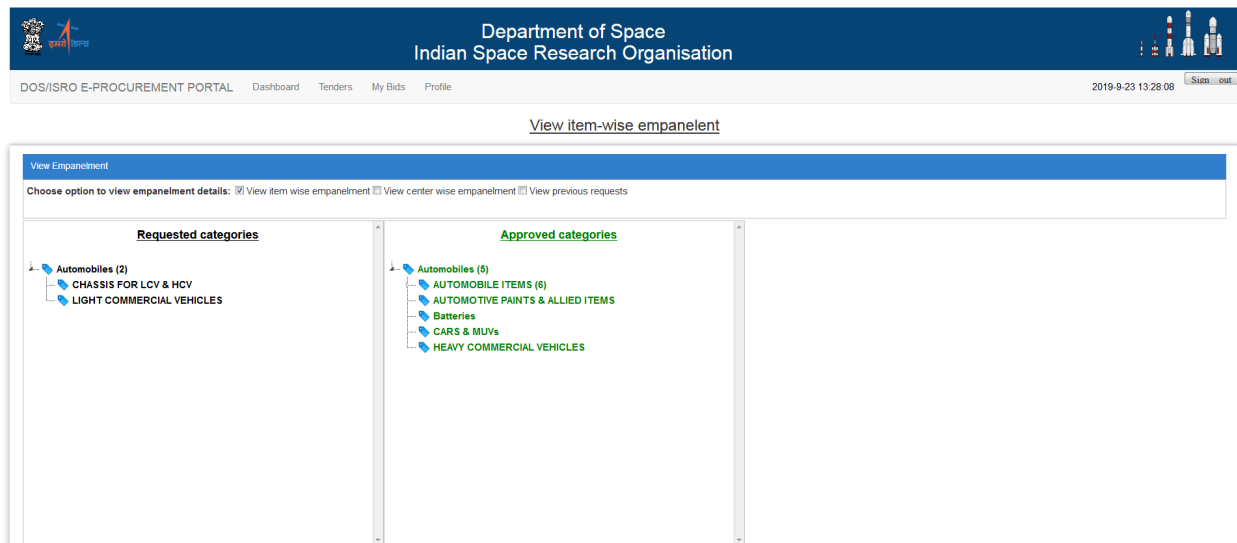 इसरो isro
Department of Space
Indian Space Research Organisation
DOS/ISRO E-PROCUREMENT PORTAL Dashboard Tenders My Bids Profile 2019-9-23 13:28:08 Sign out
View item-wise empanelent
View Empanelment
Choose option to view empanelment details: View item wise empanelment View center wise empanelment View previous requests
Requested categories
Automobiles (2)
CHASSIS FOR LCV & HCV
LIGHT COMMERCIAL VEHICLES
Approved categories
Automobiles (5)
AUTOMOBILE ITEMS (6)
AUTOMOTIVE PAINTS & ALLIED ITEMS
Batteries
CARS & MUVs
HEAVY COMMERCIAL VEHICLES